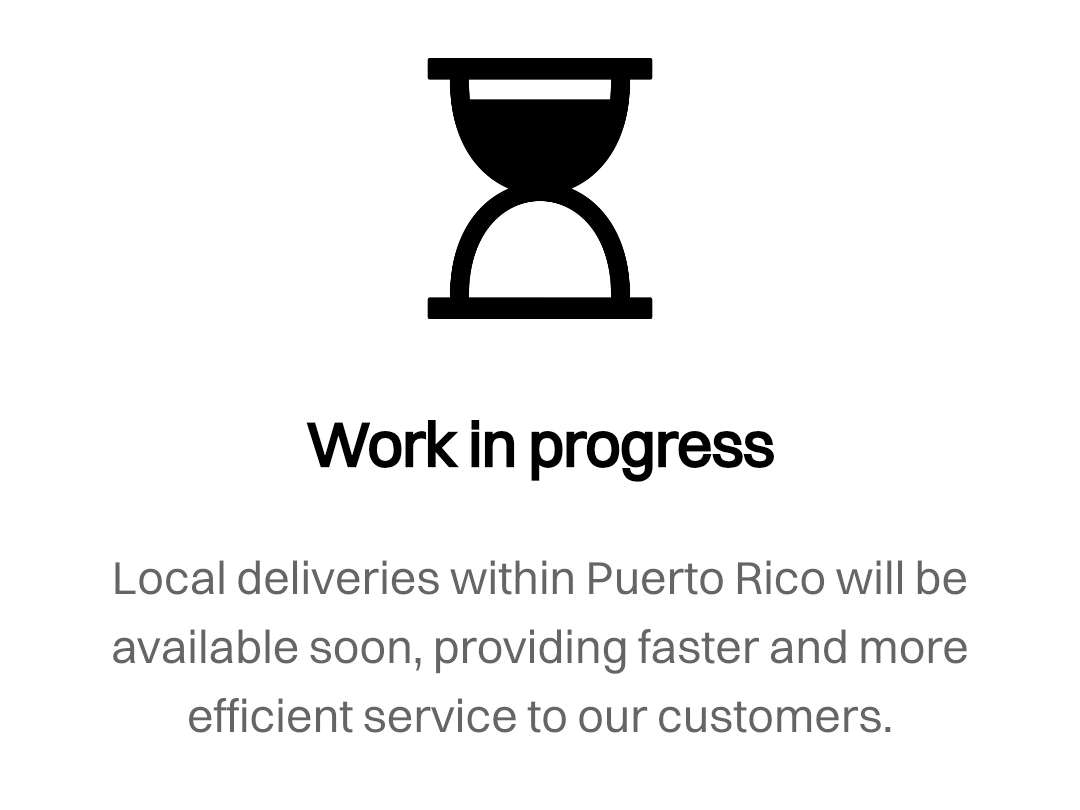 Work in progress
Local deliveries within Puerto Rico will be
available soon, providing faster and more
efficient service to our customers.